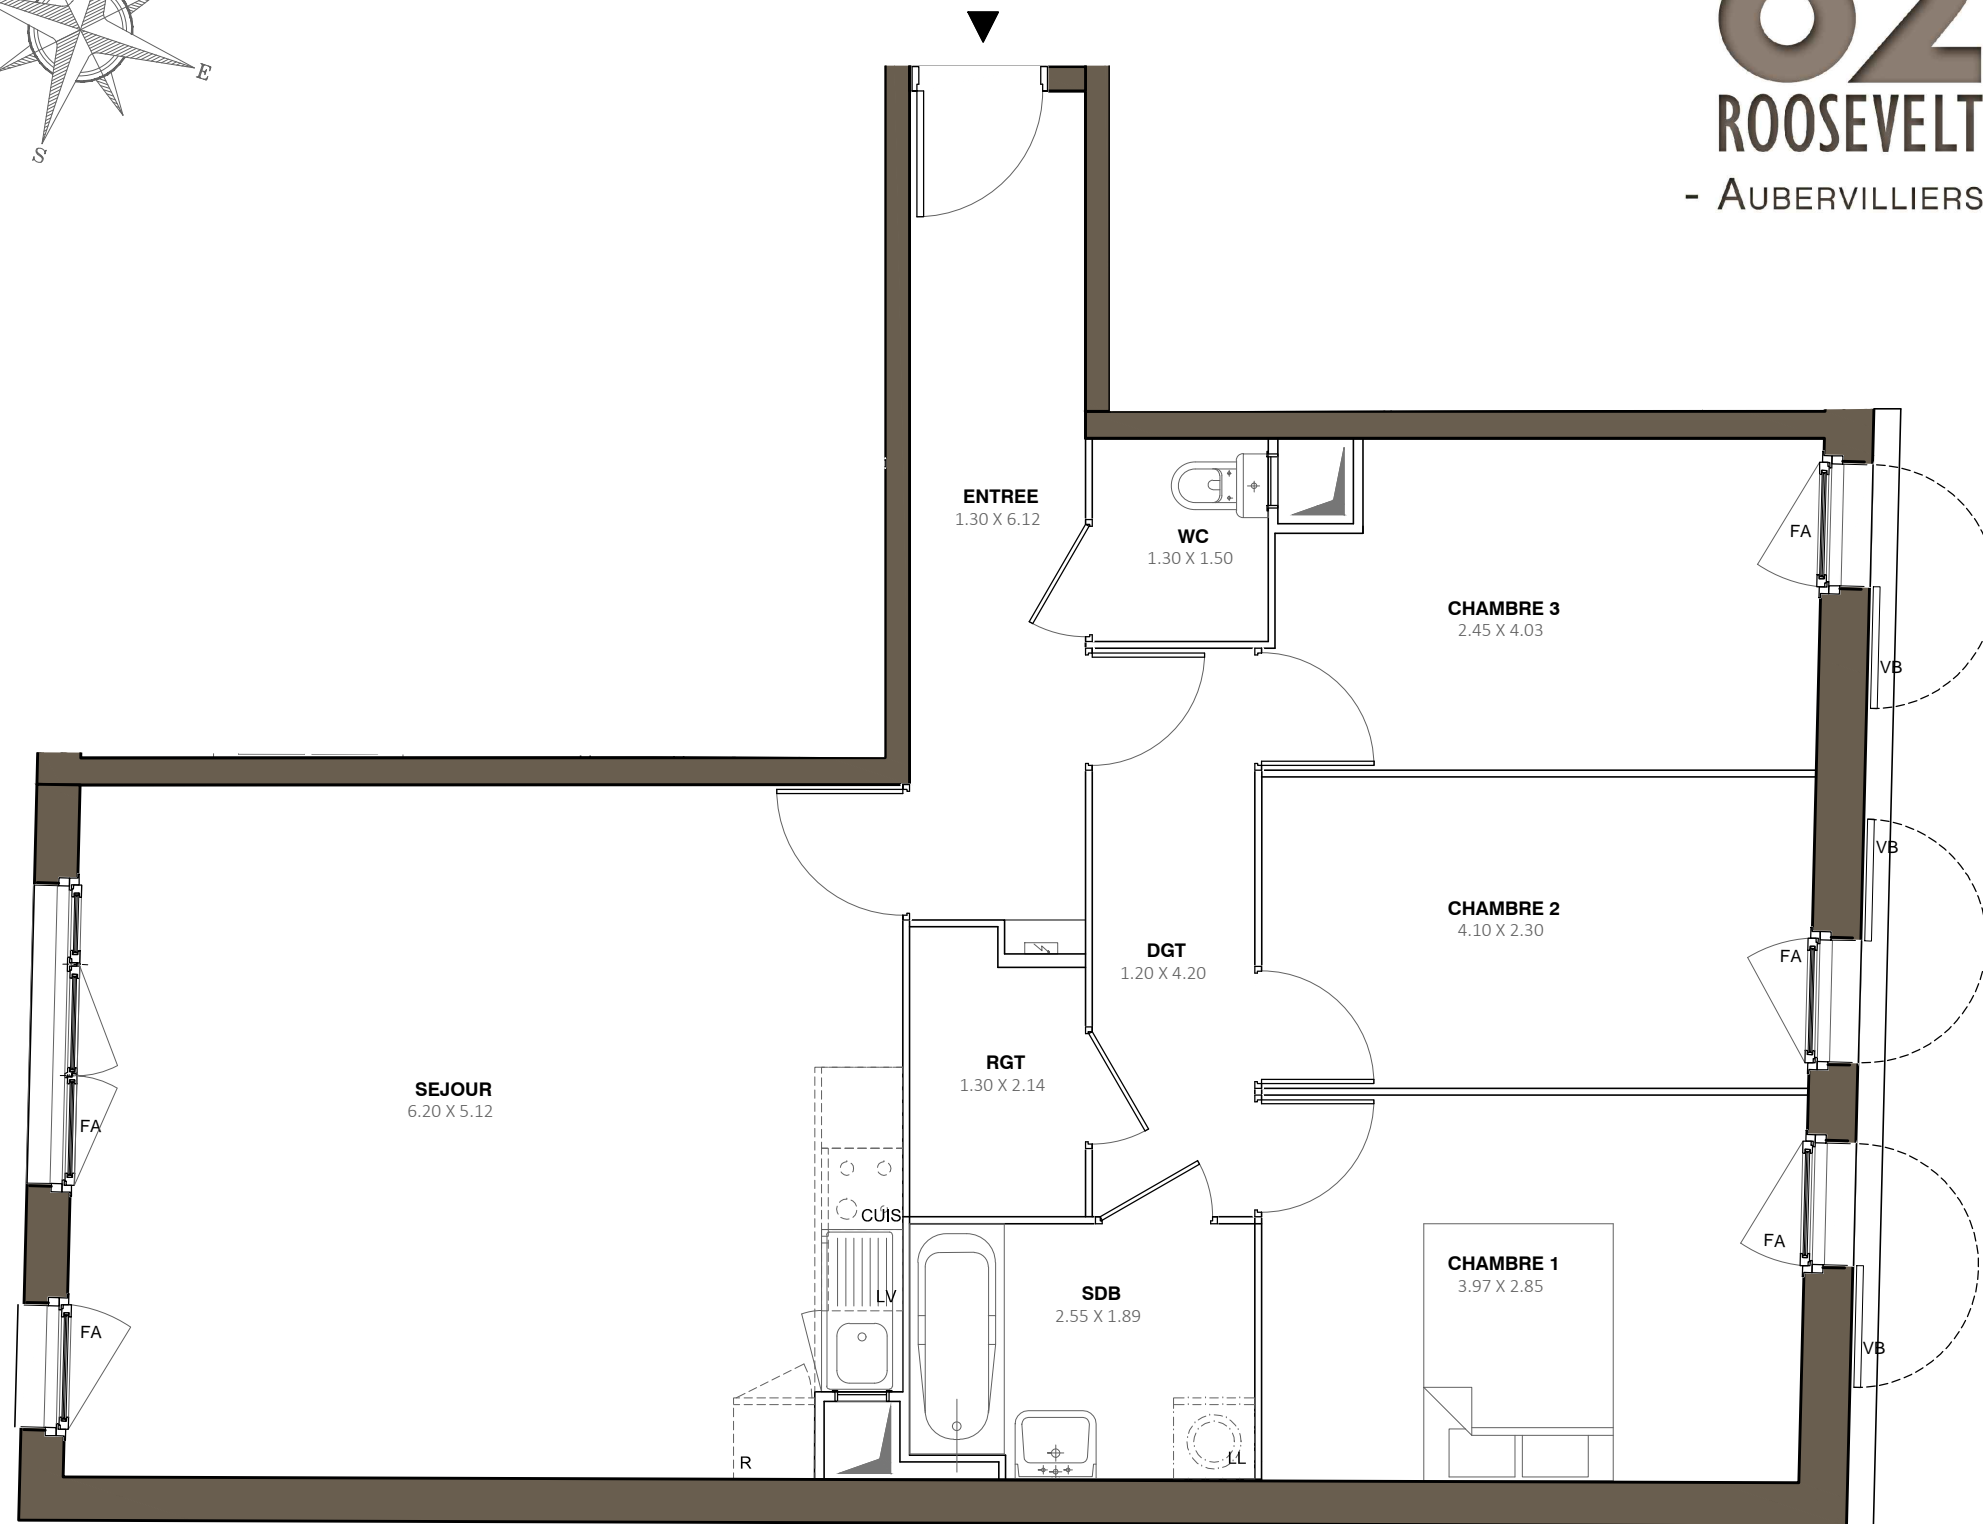 E
S
ROOSEVELT
- AUBERVILLIERS
ENTREE
1.30 X 6.12
WC
1.30 X 1.50
FA
CHAMBRE 3
2.45 X 4.03
VB
VB
CHAMBRE 2
4.10 X 2.30
DGT
1.20 X 4.20
FA
RGT
1.30 X 2.14
SEJOUR
6.20 X 5.12
FA
CUIS
FA
CHAMBRE 1
3.97 X 2.85
LV
SDB
2.55 X 1.89
FA
VB
R
LL